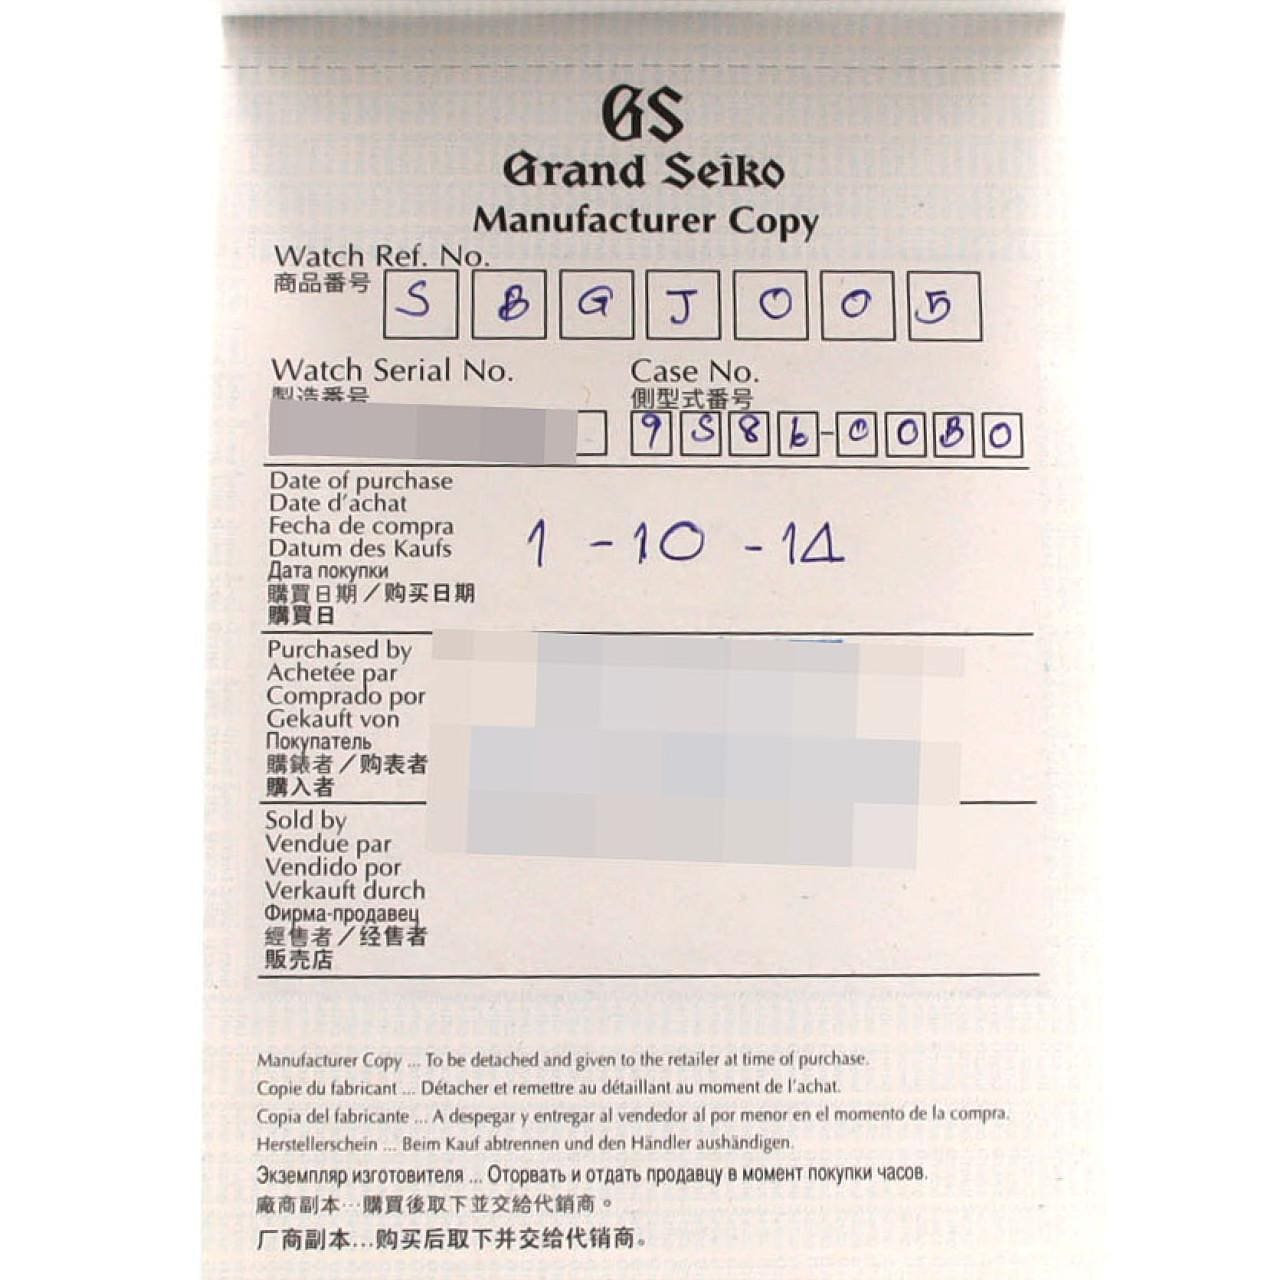 GS
Grand Seiko
Manufacturer Copy
Watch Ref. No.
商品番号 S B G J 0 0 5
Watch Serial No.
製造番号
Case No.
側型式番号
9 S 8 6 - 0 0 B 0
Date of purchase
Date d'achat
Fecha de compra
Datum des Kaufs
Дата покупки
購買日期／购买日期
購買日
1 - 10 - 14
Purchased by
Achetée par
Comprado por
Gekauft von
Покупатель
購錶者／购表者
購入者
Sold by
Vendue par
Vendido por
Verkauft durch
Фирма-продавец
經售者／经售者
販売店
Manufacturer Copy ... To be detached and given to the retailer at time of purchase.
Copie du fabricant ... Détacher et remettre au détaillant au moment de l'achat.
Copia del fabricante ... A despegar y entregar al vendedor al por menor en el momento de la compra.
Herstellerschein ... Beim Kauf abtrennen und den Händler aushändigen.
Экземпляр изготовителя ... Оторвать и отдать продавцу в момент покупки часов.
廠商副本…購買後取下並交給代銷商。
厂商副本...购买后取下并交给代销商。